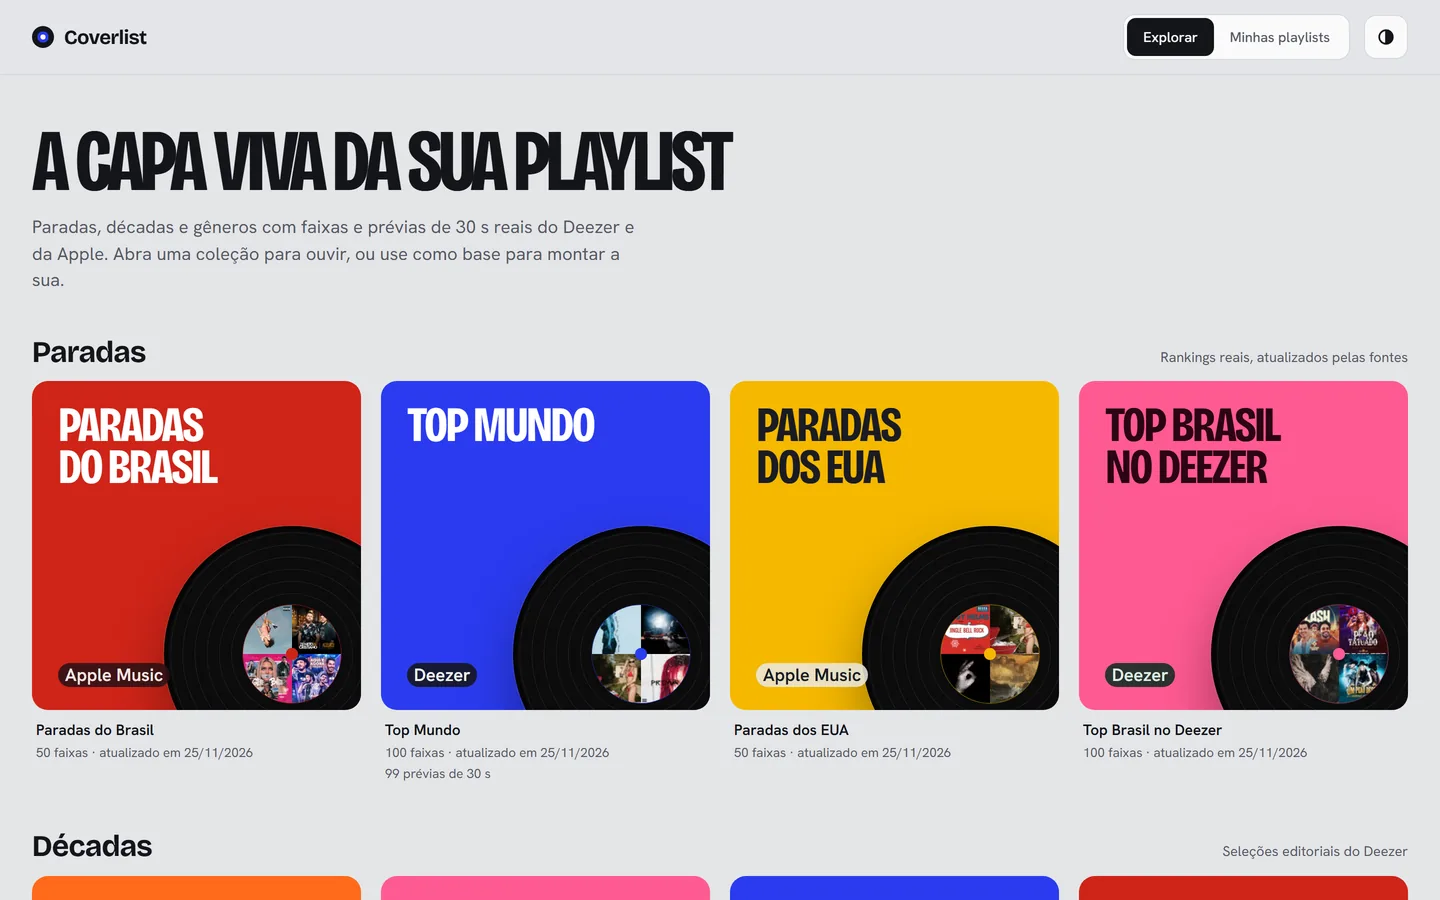 Coverlist
Explorar
Minhas playlists
A CAPA VIVA DA SUA PLAYLIST
Paradas, décadas e gêneros com faixas e prévias de 30 s reais do Deezer e
da Apple. Abra uma coleção para ouvir, ou use como base para montar a
sua.
Paradas
Rankings reais, atualizados pelas fontes
PARADAS
DO BRASIL
Apple Music
TOP MUNDO
Deezer
PARADAS
DOS EUA
JINGLE BELL ROCK
Apple Music
TOP BRASIL
NO DEEZER
Deezer
Paradas do Brasil
50 faixas · atualizado em 25/11/2026
Top Mundo
100 faixas · atualizado em 25/11/2026
99 prévias de 30 s
Paradas dos EUA
50 faixas · atualizado em 25/11/2026
Top Brasil no Deezer
100 faixas · atualizado em 25/11/2026
Décadas
Seleções editoriais do Deezer